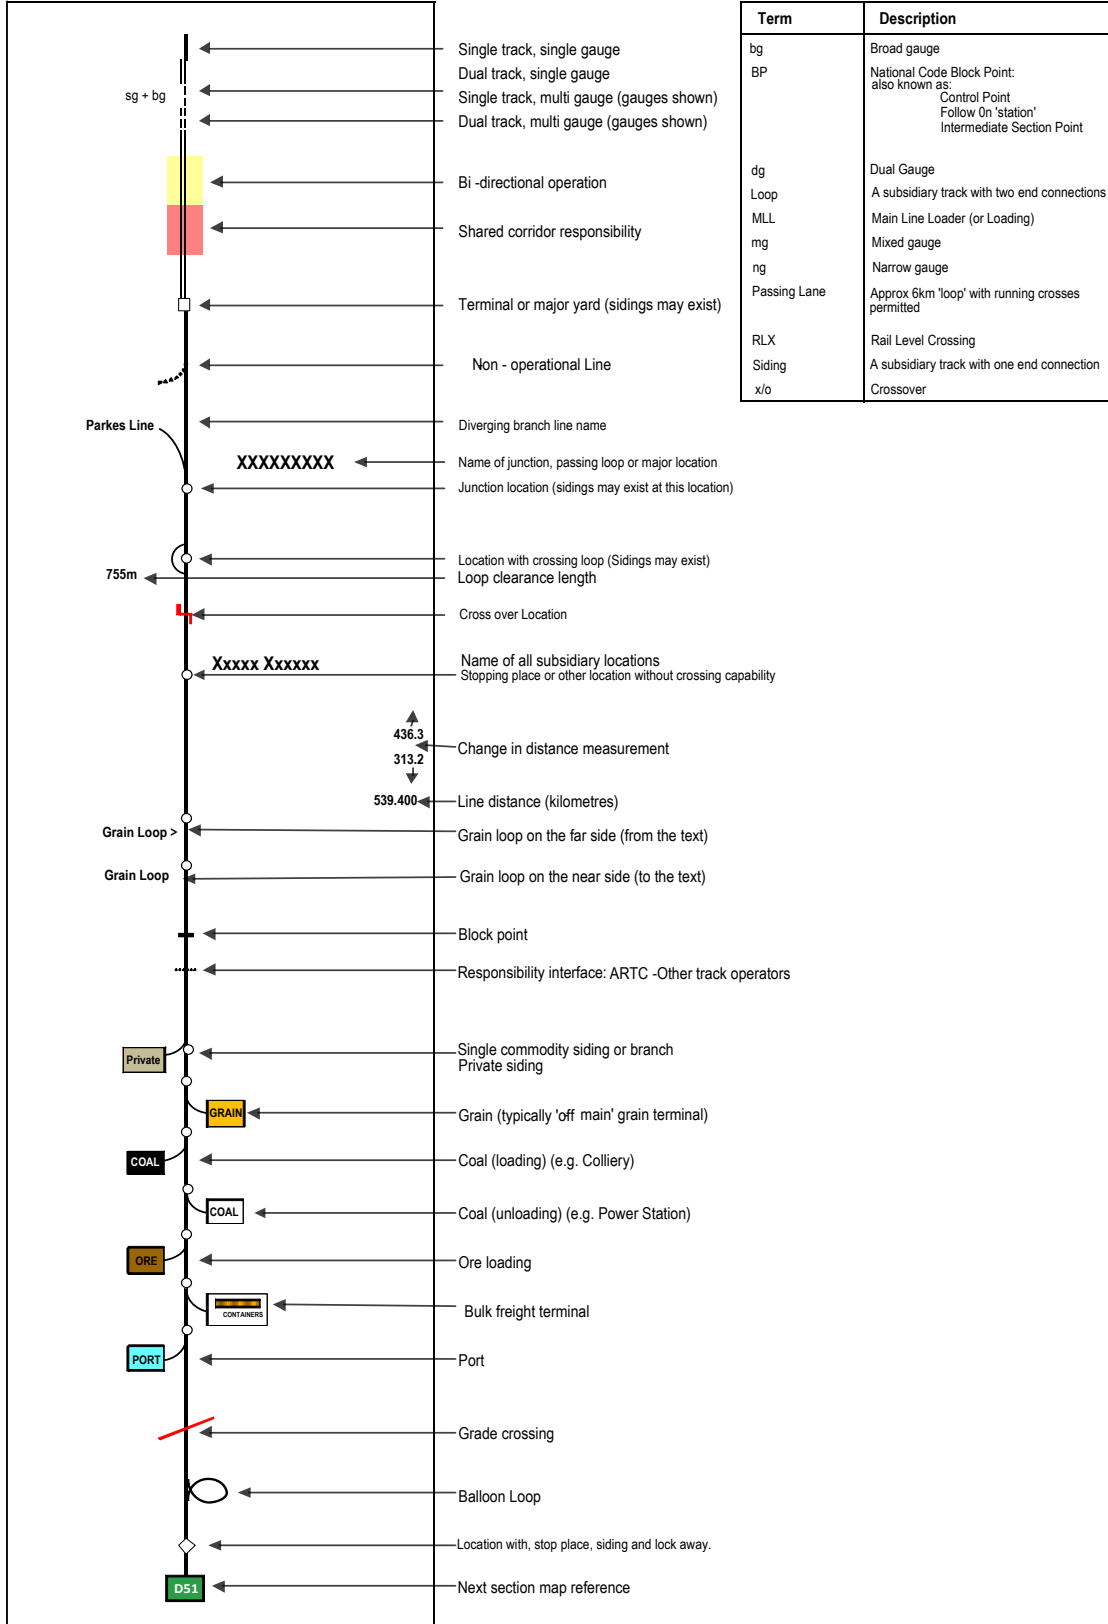 Single track, single gauge
Dual track, single gauge
sg + bg
Single track, multi gauge (gauges shown)
Dual track, multi gauge (gauges shown)
Bi -directional operation
Shared corridor responsibility
Terminal or major yard (sidings may exist)
Non - operational Line
Parkes Line
Diverging branch line name
XXXXXXXXX
Name of junction, passing loop or major location
Junction location (sidings may exist at this location)
Location with crossing loop (Sidings may exist)
755m
Loop clearance length
Cross over Location
Xxxxx Xxxxxx
Name of all subsidiary locations
Stopping place or other location without crossing capability
436.3
Change in distance measurement
313.2
539.400
Line distance (kilometres)
Grain Loop >
Grain loop on the far side (from the text)
Grain Loop
Grain loop on the near side (to the text)
Block point
Responsibility interface: ARTC -Other track operators
Private
Single commodity siding or branch
Private siding
GRAIN
Grain (typically 'off main' grain terminal)
COAL
Coal (loading) (e.g. Colliery)
COAL
Coal (unloading) (e.g. Power Station)
ORE
Ore loading
CONTAINERS
Bulk freight terminal
PORT
Port
Grade crossing
Balloon Loop
Location with, stop place, siding and lock away.
D51
Next section map reference
Term Description
bg Broad gauge
BP National Code Block Point:
also known as:
Control Point
Follow 0n 'station'
Intermediate Section Point
dg Dual Gauge
Loop A subsidiary track with two end connections
MLL Main Line Loader (or Loading)
mg Mixed gauge
ng Narrow gauge
Passing Lane Approx 6km 'loop' with running crosses
permitted
RLX Rail Level Crossing
Siding A subsidiary track with one end connection
x/o Crossover